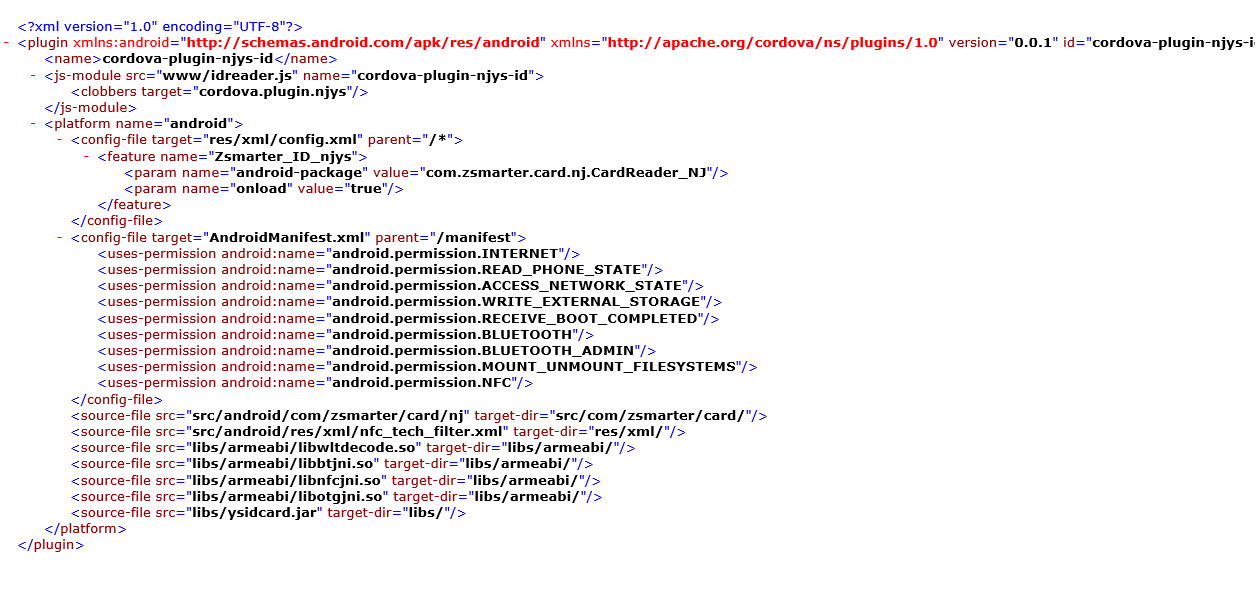 <?xml version="1.0" encoding="UTF-8"?>
- <plugin xmlns:android="http://schemas.android.com/apk/res/android" xmlns="http://apache.org/cordova/ns/plugins/1.0" version="0.0.1" id="cordova-plugin-njys-i
<name>cordova-plugin-njys-id</name>
- <js-module src="www/idreader.js" name="cordova-plugin-njys-id">
<clobbers target="cordova.plugin.njys"/>
</js-module>
- <platform name="android">
- <config-file target="res/xml/config.xml" parent="/*">
- <feature name="Zsmarter_ID_njys">
<param name="android-package" value="com.zsmarter.card.nj.CardReader_NJ"/>
<param name="onload" value="true"/>
</feature>
</config-file>
- <config-file target="AndroidManifest.xml" parent="/manifest">
<uses-permission android:name="android.permission.INTERNET"/>
<uses-permission android:name="android.permission.READ_PHONE_STATE"/>
<uses-permission android:name="android.permission.ACCESS_NETWORK_STATE"/>
<uses-permission android:name="android.permission.WRITE_EXTERNAL_STORAGE"/>
<uses-permission android:name="android.permission.RECEIVE_BOOT_COMPLETED"/>
<uses-permission android:name="android.permission.BLUETOOTH"/>
<uses-permission android:name="android.permission.BLUETOOTH_ADMIN"/>
<uses-permission android:name="android.permission.MOUNT_UNMOUNT_FILESYSTEMS"/>
<uses-permission android:name="android.permission.NFC"/>
</config-file>
<source-file src="src/android/com/zsmarter/card/nj" target-dir="src/com/zsmarter/card/"/>
<source-file src="src/android/res/xml/nfc_tech_filter.xml" target-dir="res/xml/"/>
<source-file src="libs/armeabi/libwltdecode.so" target-dir="libs/armeabi/"/>
<source-file src="libs/armeabi/libbtjni.so" target-dir="libs/armeabi/"/>
<source-file src="libs/armeabi/libnfcjni.so" target-dir="libs/armeabi/"/>
<source-file src="libs/armeabi/libotgjni.so" target-dir="libs/armeabi/"/>
<source-file src="libs/ysidcard.jar" target-dir="libs/"/>
</platform>
</plugin>